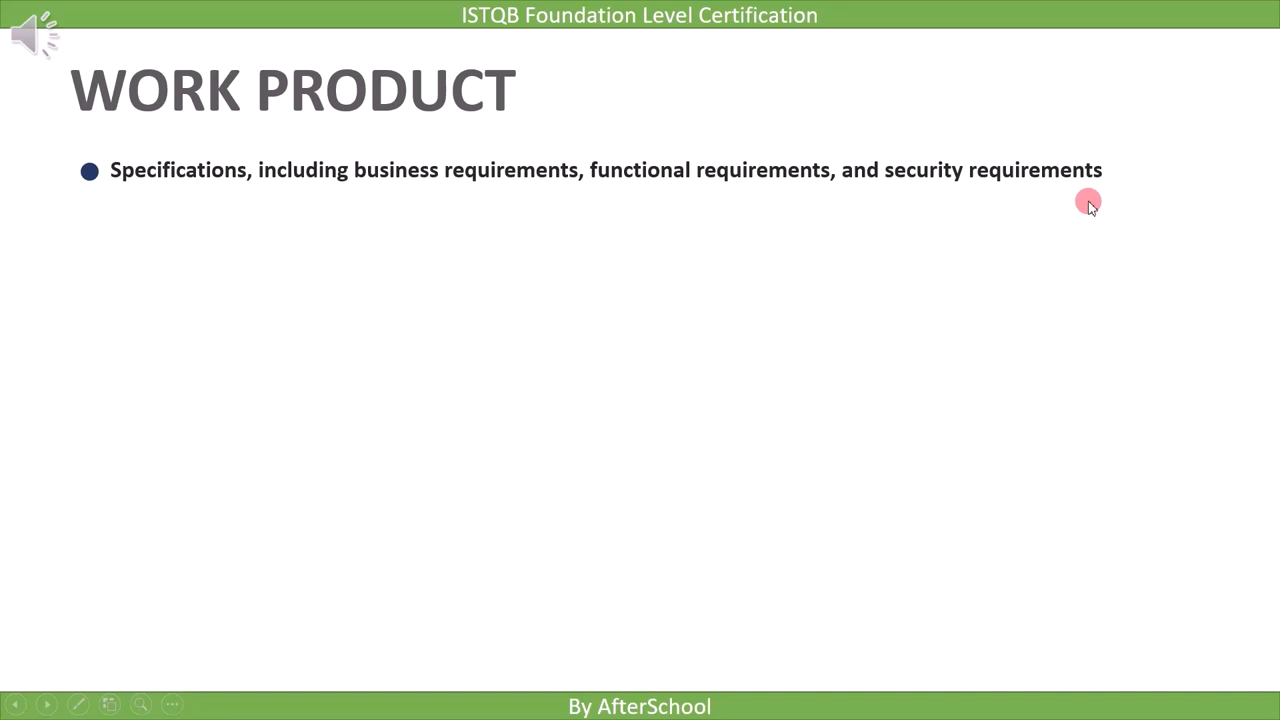 ISTQB Foundation Level Certification
WORK PRODUCT
Specifications, including business requirements, functional requirements, and security requirements
By AfterSchool